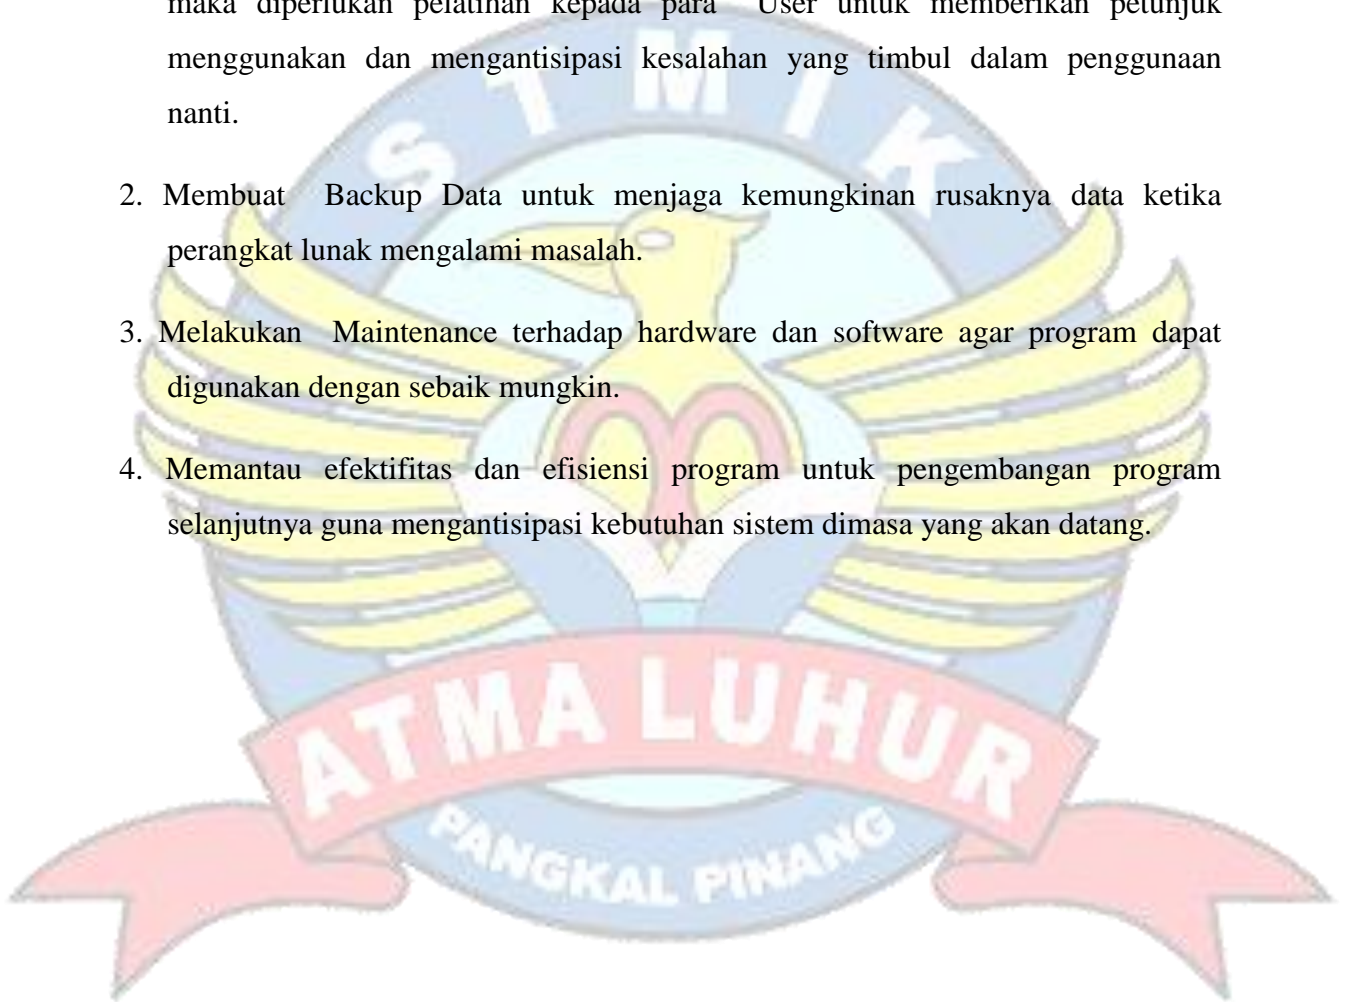 maka diperlukan pelatihan kepada para User untuk memberikan petunjuk
menggunakan dan mengantisipasi kesalahan yang timbul dalam penggunaan
nanti.
2. Membuat Backup Data untuk menjaga kemungkinan rusaknya data ketika
perangkat lunak mengalami masalah.
3. Melakukan Maintenance terhadap hardware dan software agar program dapat
digunakan dengan sebaik mungkin.
4. Memantau efektifitas dan efisiensi program untuk pengembangan program
selanjutnya guna mengantisipasi kebutuhan sistem dimasa yang akan datang.
STMIK
ATMA LUHUR
PANGKAL PINANG